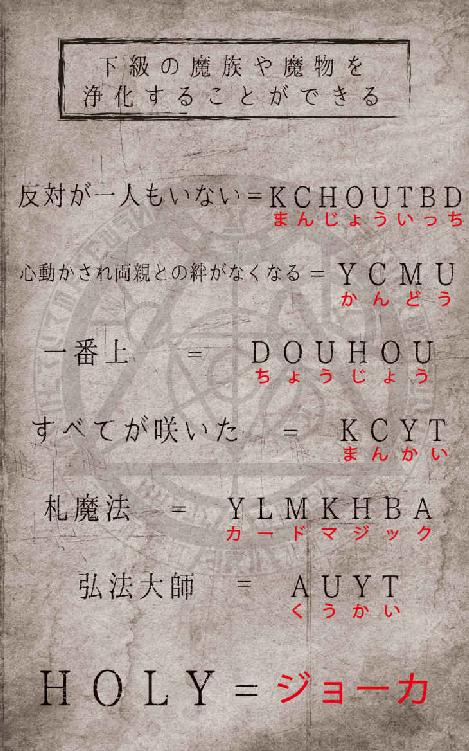 下級の魔族や魔物を
浄化することができる
反対が一人もいない=KCHOUTBD
まんじょういっち
心動かされ両親との絆がなくなる = YCMU
かんどう
一番上 = DOUHOU
ちょうじょう
すべてが咲いた = KCYT
まんかい
札魔法 = YLMKHBA
カードマジック
弘法大師 = AUYT
くうかい
HOLY=ジョーカ